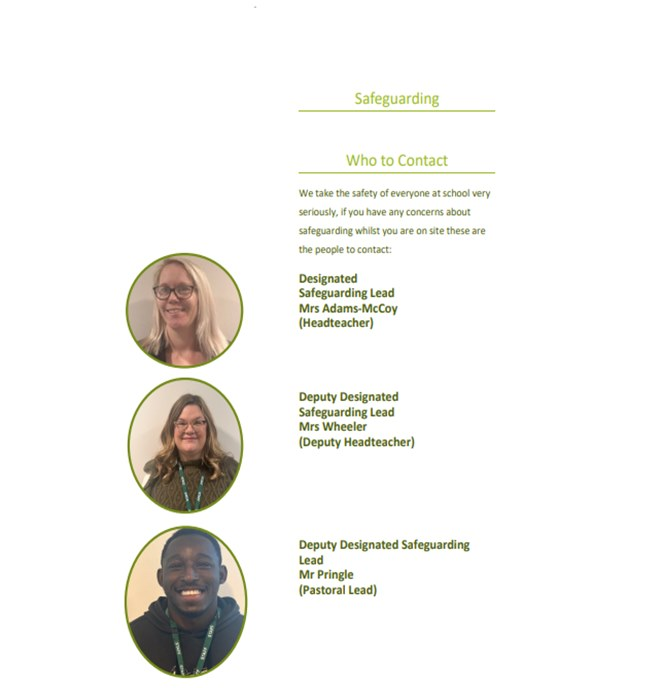 Safeguarding
Who to Contact
We take the safety of everyone at school very
seriously, if you have any concerns about
safeguarding whilst you are on site these are
the people to contact:
Designated
Safeguarding Lead
Mrs Adams-McCoy
(Headteacher)
Deputy Designated
Safeguarding Lead
Mrs Wheeler
(Deputy Headteacher)
Deputy Designated Safeguarding
Lead
Mr Pringle
(Pastoral Lead)